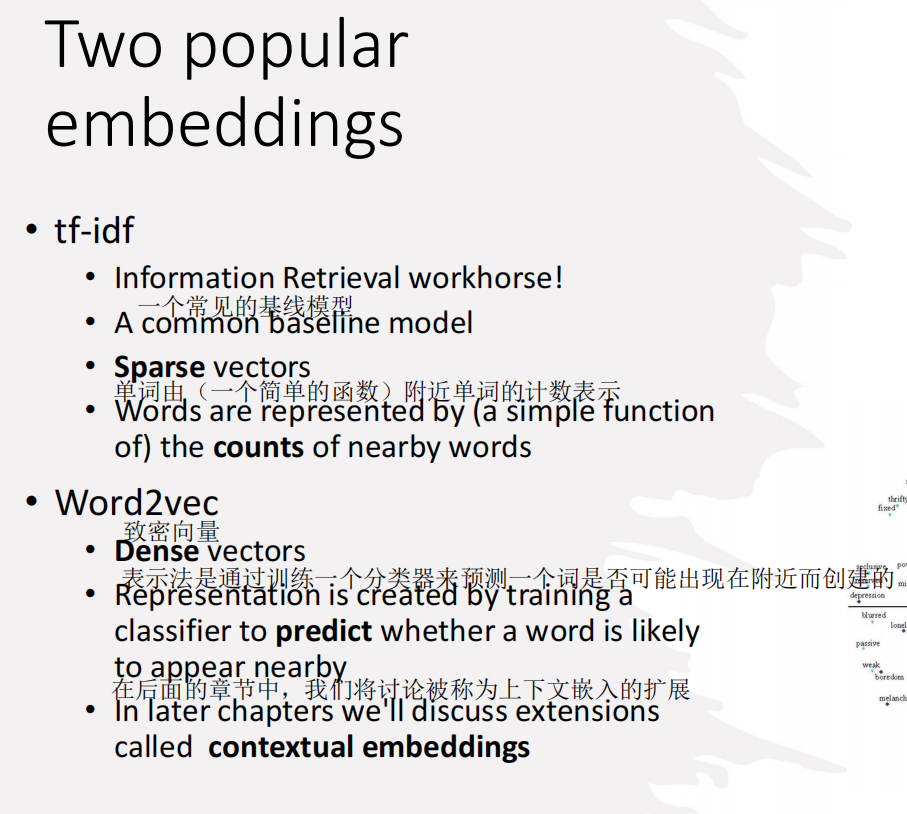 Two popular
embeddings
• tf-idf
• Information Retrieval workhorse!
一个常见的基线模型
• A common baseline model
• Sparse vectors
单词由（一个简单的函数）附近单词的计数表示
• Words are represented by (a simple function
of) the counts of nearby words
• Word2vec
致密向量
• Dense vectors
表示法是通过训练一个分类器来预测一个词是否可能出现在附近而创建的
• Representation is created by training a
classifier to predict whether a word is likely
to appear nearby
在后面的章节中，我们将讨论被称为上下文嵌入的扩展
• In later chapters we'll discuss extensions
called contextual embeddings
thrifty
fixed
seclusive
depression
blurred
passive
weak
boredom